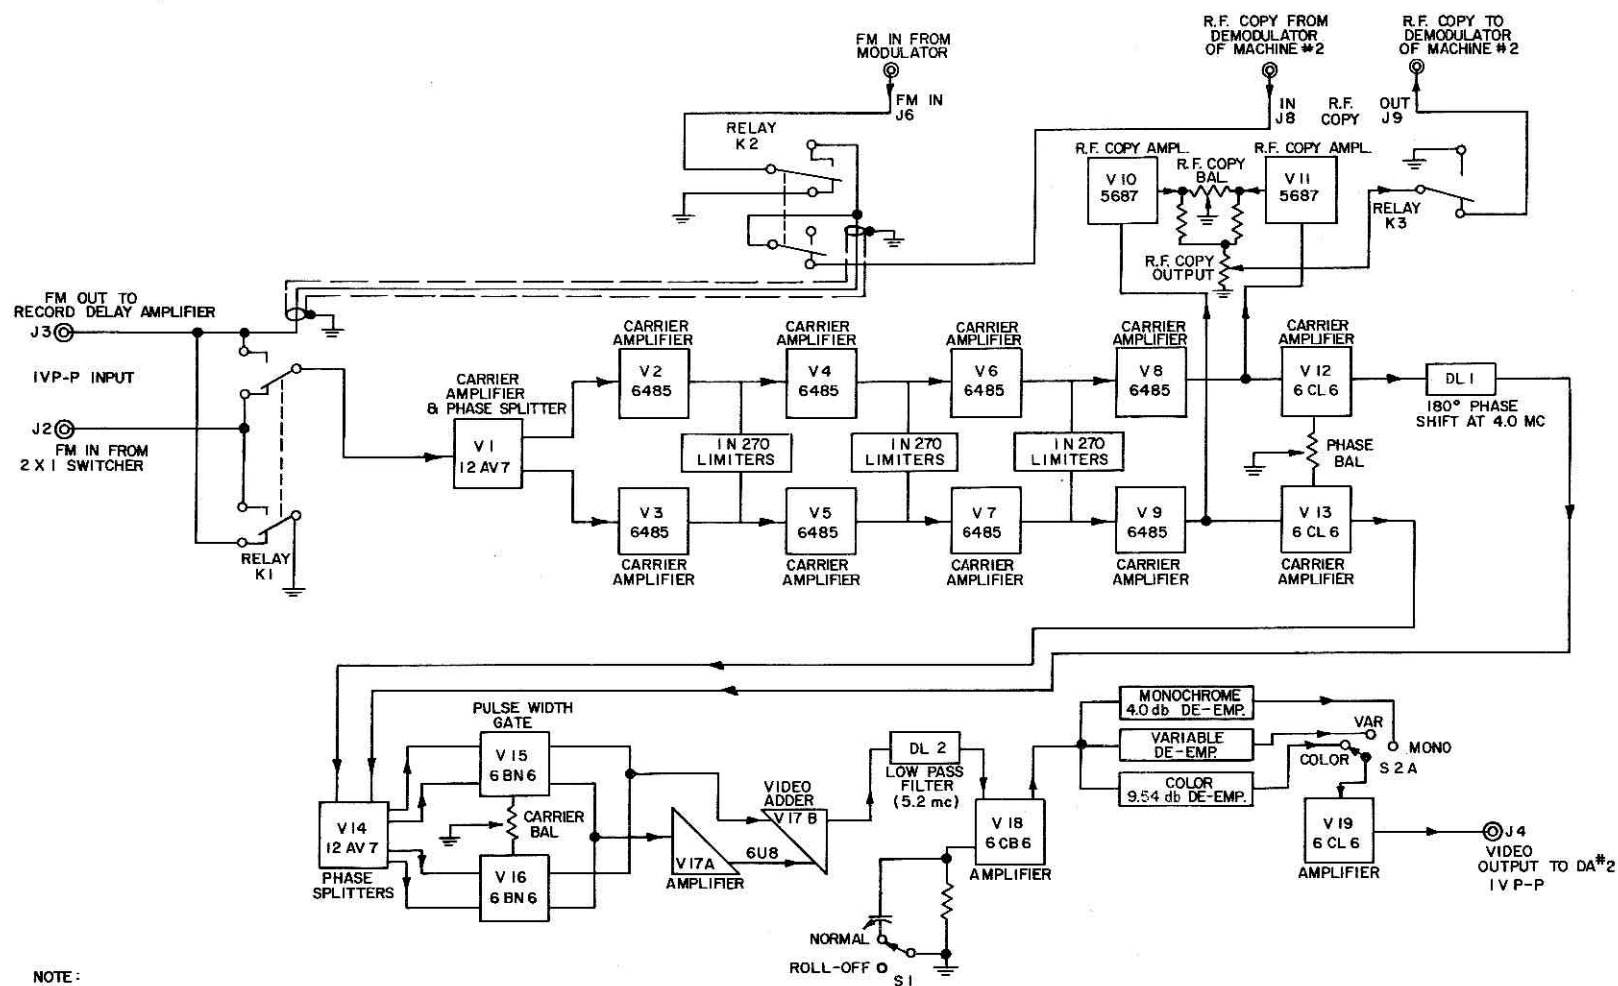 FM IN FROM
MODULATOR
R.F. COPY FROM
DEMODULATOR
OF MACHINE #2
R.F. COPY TO
DEMODULATOR
OF MACHINE #2
FM IN
J6
IN
J8
R.F.
COPY
OUT
J9
RELAY
K2
R.F. COPY AMPL.
V 10
5687
R.F. COPY
BAL.
R.F. COPY AMPL.
V 11
5687
RELAY
K3
R.F. COPY
OUTPUT
FM OUT TO
RECORD DELAY AMPLIFIER
J3
1VP-P INPUT
J2
FM IN FROM
2 X 1 SWITCHER
RELAY
K1
CARRIER
AMPLIFIER
& PHASE SPLITTER
V 1
12 AV 7
CARRIER
AMPLIFIER
V 2
6485
CARRIER
AMPLIFIER
V 4
6485
CARRIER
AMPLIFIER
V 6
6485
CARRIER
AMPLIFIER
V 8
6485
CARRIER
AMPLIFIER
V 12
6 CL 6
DL 1
180° PHASE
SHIFT AT 4.0 MC
1 N 270
LIMITERS
1 N 270
LIMITERS
1 N 270
LIMITERS
PHASE
BAL
V 3
6485
CARRIER
AMPLIFIER
V 5
6485
CARRIER
AMPLIFIER
V 7
6485
CARRIER
AMPLIFIER
V 9
6485
CARRIER
AMPLIFIER
V 13
6 CL 6
CARRIER
AMPLIFIER
PULSE WIDTH
GATE
V 15
6 BN 6
CARRIER
BAL
V 14
12 AV 7
PHASE
SPLITTERS
V 16
6 BN 6
V 17A
AMPLIFIER
6U8
VIDEO
ADDER
V 17 B
DL 2
LOW PASS
FILTER
(5.2 mc)
V 18
6 CB 6
AMPLIFIER
NORMAL
ROLL-OFF
S 1
MONOCHROME
4.0 db DE-EMP.
VARIABLE
DE-EMP.
COLOR
9.54 db DE-EMP.
VAR
MONO
COLOR
S 2 A
V 19
6 CL 6
AMPLIFIER
J4
VIDEO
OUTPUT TO DA#2
1 V P-P
NOTE: